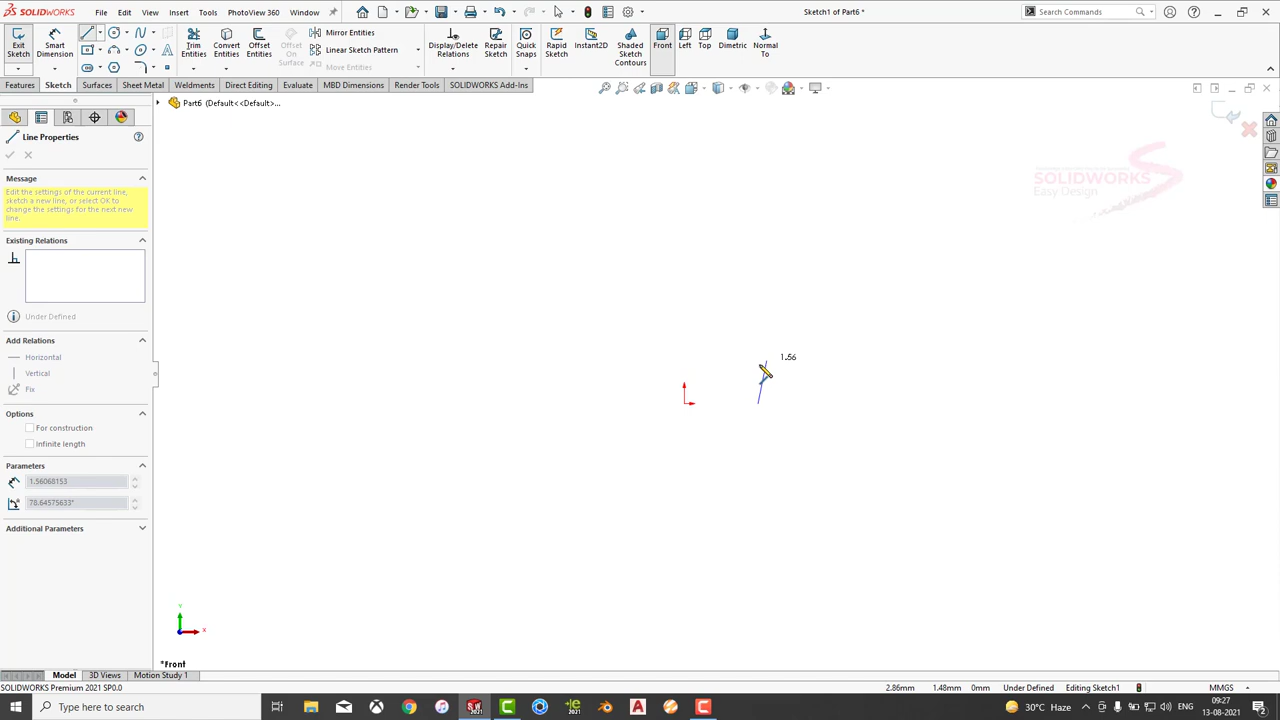 SOLIDWORKS File Edit View Insert Tools PhotoView 360 Window Sketch1 of Part6 * Search Commands
Exit Sketch
Smart Dimension
Trim Entities
Convert Entities
Offset Entities
Offset On Surface
Mirror Entities
Linear Sketch Pattern
Move Entities
Display/Delete Relations
Repair Sketch
Quick Snaps
Rapid Sketch
Instant2D
Shaded Sketch Contours
Front
Left
Top
Dimetric
Normal To
Features Sketch Surfaces Sheet Metal Weldments Direct Editing Evaluate MBD Dimensions Render Tools SOLIDWORKS Add-Ins
Part6 (Default<<Default>...
Line Properties
Message
Edit the settings of the current line,
sketch a new line, or select OK to
change the settings for the next new
line.
Existing Relations
Under Defined
Add Relations
Horizontal
Vertical
Fix
Options
For construction
Infinite length
Parameters
1.56068153
78.64575633°
Additional Parameters
SOLIDWORKS
Easy Design
1.56
Y
X
*Front
Model 3D Views Motion Study 1
SOLIDWORKS Premium 2021 SP0.0 2.86mm 1.48mm 0mm Under Defined Editing Sketch1 MMGS
Type here to search 30°C Haze ENG 09:27
13-08-2021